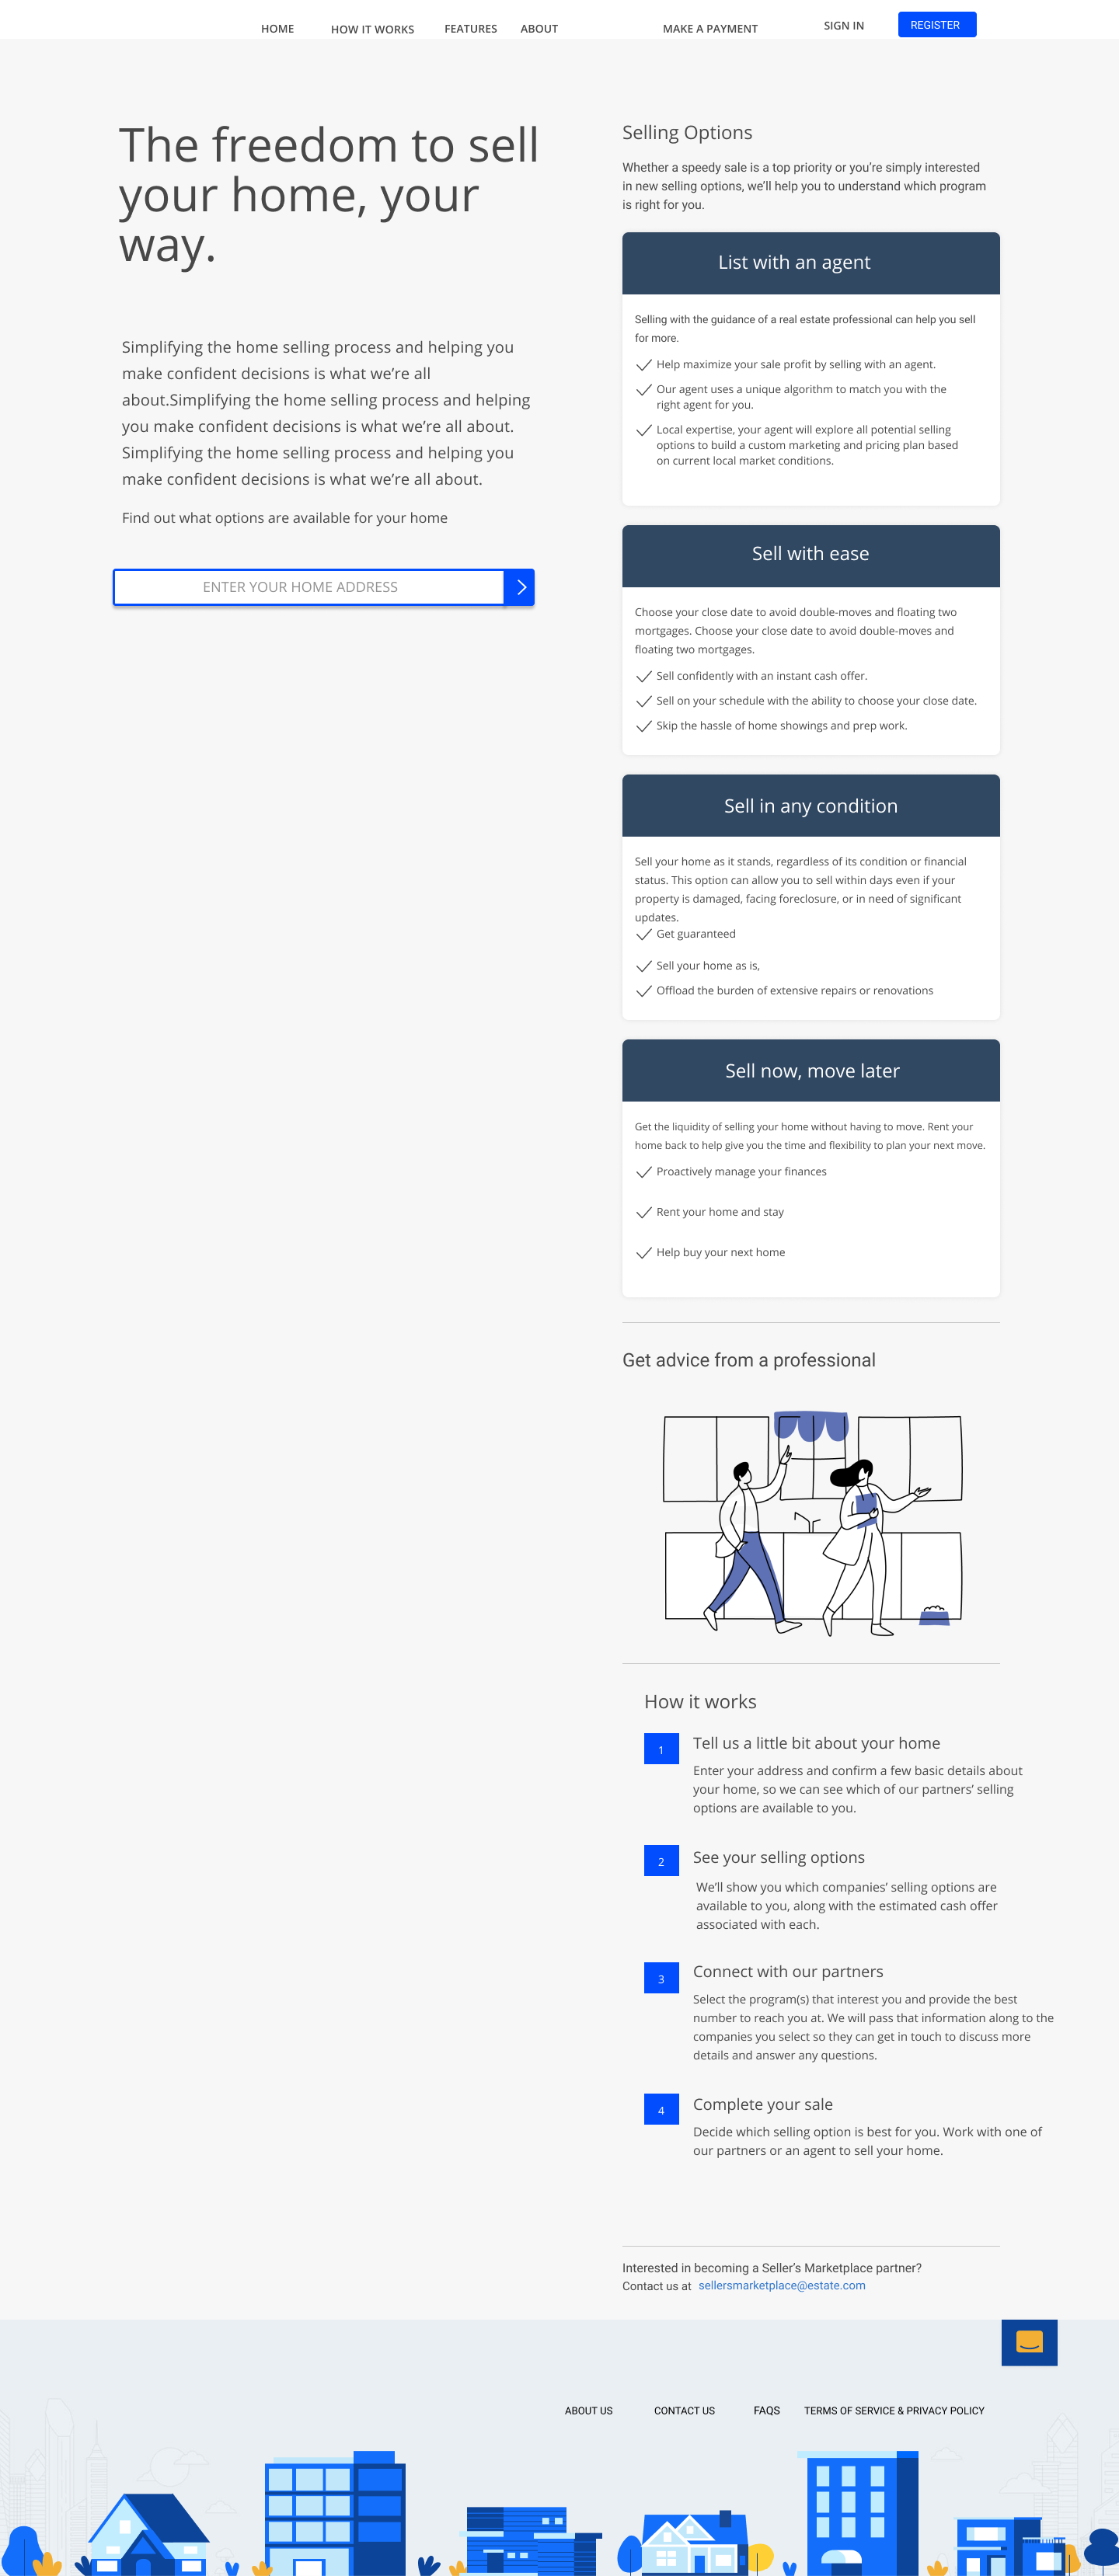 HOME
HOW IT WORKS
FEATURES
ABOUT
MAKE A PAYMENT
SIGN IN
REGISTER
The freedom to sell
your home, your
way.
Simplifying the home selling process and helping you
make confident decisions is what we’re all
about.Simplifying the home selling process and helping
you make confident decisions is what we’re all about.
Simplifying the home selling process and helping you
make confident decisions is what we’re all about.
Find out what options are available for your home
ENTER YOUR HOME ADDRESS
Selling Options
Whether a speedy sale is a top priority or you’re simply interested
in new selling options, we’ll help you to understand which program
is right for you.
List with an agent
Selling with the guidance of a real estate professional can help you sell
for more.
Help maximize your sale profit by selling with an agent.
Our agent uses a unique algorithm to match you with the
right agent for you.
Local expertise, your agent will explore all potential selling
options to build a custom marketing and pricing plan based
on current local market conditions.
Sell with ease
Choose your close date to avoid double-moves and floating two
mortgages. Choose your close date to avoid double-moves and
floating two mortgages.
Sell confidently with an instant cash offer.
Sell on your schedule with the ability to choose your close date.
Skip the hassle of home showings and prep work.
Sell in any condition
Sell your home as it stands, regardless of its condition or financial
status. This option can allow you to sell within days even if your
property is damaged, facing foreclosure, or in need of significant
updates.
Get guaranteed
Sell your home as is,
Offload the burden of extensive repairs or renovations
Sell now, move later
Get the liquidity of selling your home without having to move. Rent your
home back to help give you the time and flexibility to plan your next move.
Proactively manage your finances
Rent your home and stay
Help buy your next home
Get advice from a professional
How it works
1
Tell us a little bit about your home
Enter your address and confirm a few basic details about
your home, so we can see which of our partners’ selling
options are available to you.
2
See your selling options
We’ll show you which companies’ selling options are
available to you, along with the estimated cash offer
associated with each.
3
Connect with our partners
Select the program(s) that interest you and provide the best
number to reach you at. We will pass that information along to the
companies you select so they can get in touch to discuss more
details and answer any questions.
4
Complete your sale
Decide which selling option is best for you. Work with one of
our partners or an agent to sell your home.
Interested in becoming a Seller’s Marketplace partner?
Contact us at sellersmarketplace@estate.com
ABOUT US
CONTACT US
FAQS
TERMS OF SERVICE & PRIVACY POLICY